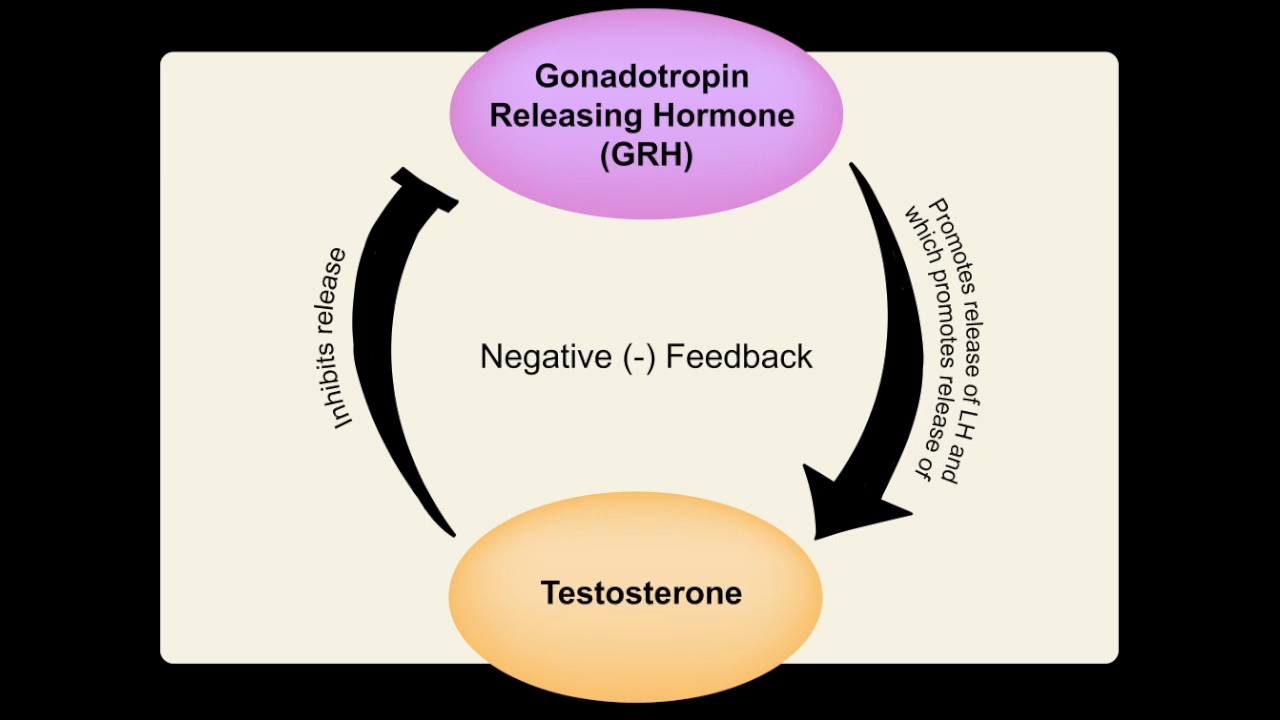 Gonadotropin
Releasing Hormone
(GRH)
Promotes release of LH and
which promotes release of
Inhibits release
Negative (-) Feedback
Testosterone